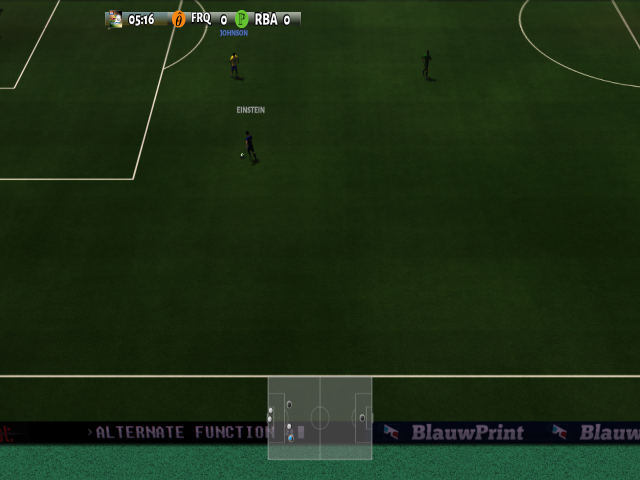 05:16 FRQ 0 RBA 0
JOHNSON
EINSTEIN
›ALTERNATE FUNCTION
BlauwPrint
Blauw